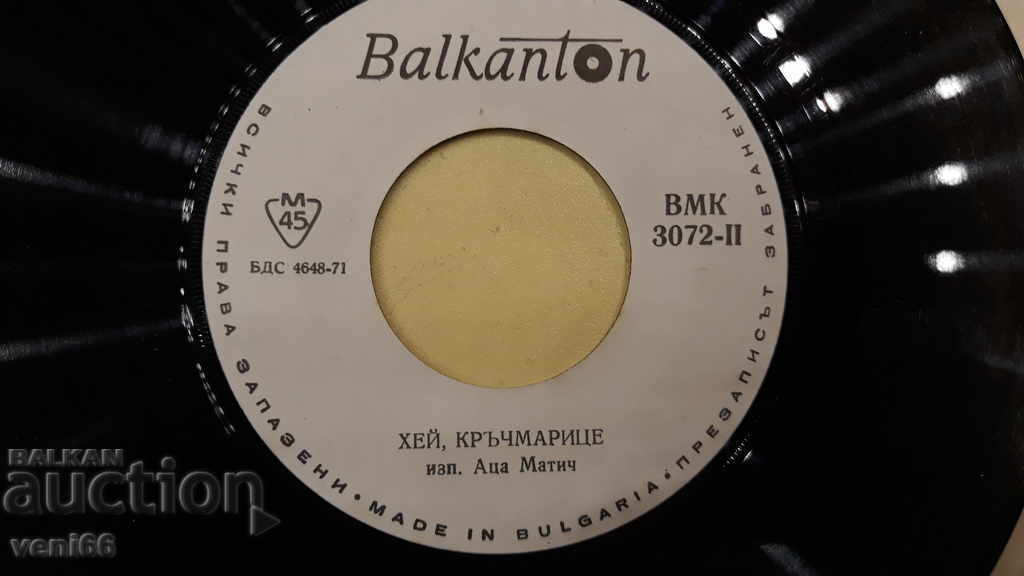 Balkanton
ВСИЧКИ ПРАВА ЗАПАЗЕНИ • MADE IN BULGARIA • ПРЕЗАПИСЪТ ЗАБРАНЕН
М
45
БДС 4648-71
ВМК
3072-II
ХЕЙ, КРЪЧМАРИЦЕ
изп. Аца Матич
BALKAN
auction
veni66